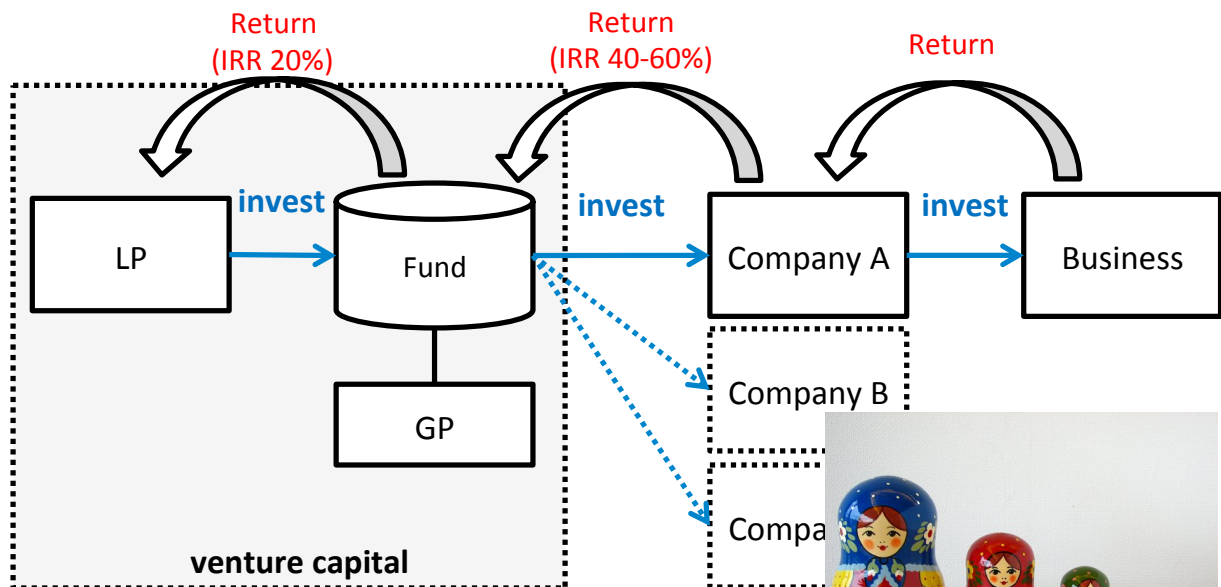 Return
(IRR 20%)
Return
(IRR 40-60%)
Return
invest
invest
invest
LP
Fund
Company A
Business
GP
Company B
venture capital